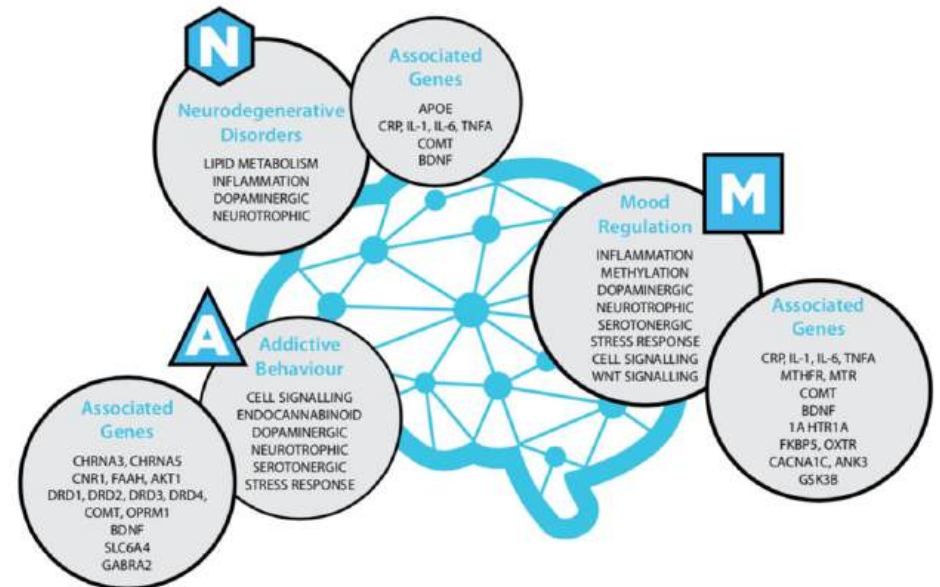 N
Neurodegenerative
Disorders
LIPID METABOLISM
INFLAMMATION
DOPAMINERGIC
NEUROTROPHIC
Associated
Genes
APOE
CRP, IL-1, IL-6, TNFA
COMT
BDNF
M
Mood
Regulation
INFLAMMATION
METHYLATION
DOPAMINERGIC
NEUROTROPHIC
SEROTONERGIC
STRESS RESPONSE
CELL SIGNALLING
WNT SIGNALLING
Associated
Genes
CRP, IL-1, IL-6, TNFA
MTHFR, MTR
COMT
BDNF
1A HTR1A
FKBP5, OXTR
CACNA1C, ANK3
GSK3B
A
Addictive
Behaviour
CELL SIGNALLING
ENDOCANNABINOID
DOPAMINERGIC
NEUROTROPHIC
SEROTONERGIC
STRESS RESPONSE
Associated
Genes
CHRNA3, CHRNA5
CNR1, FAAH, AKT1
DRD1, DRD2, DRD3, DRD4,
COMT, OPRM1
BDNF
SLC6A4
GABRA2